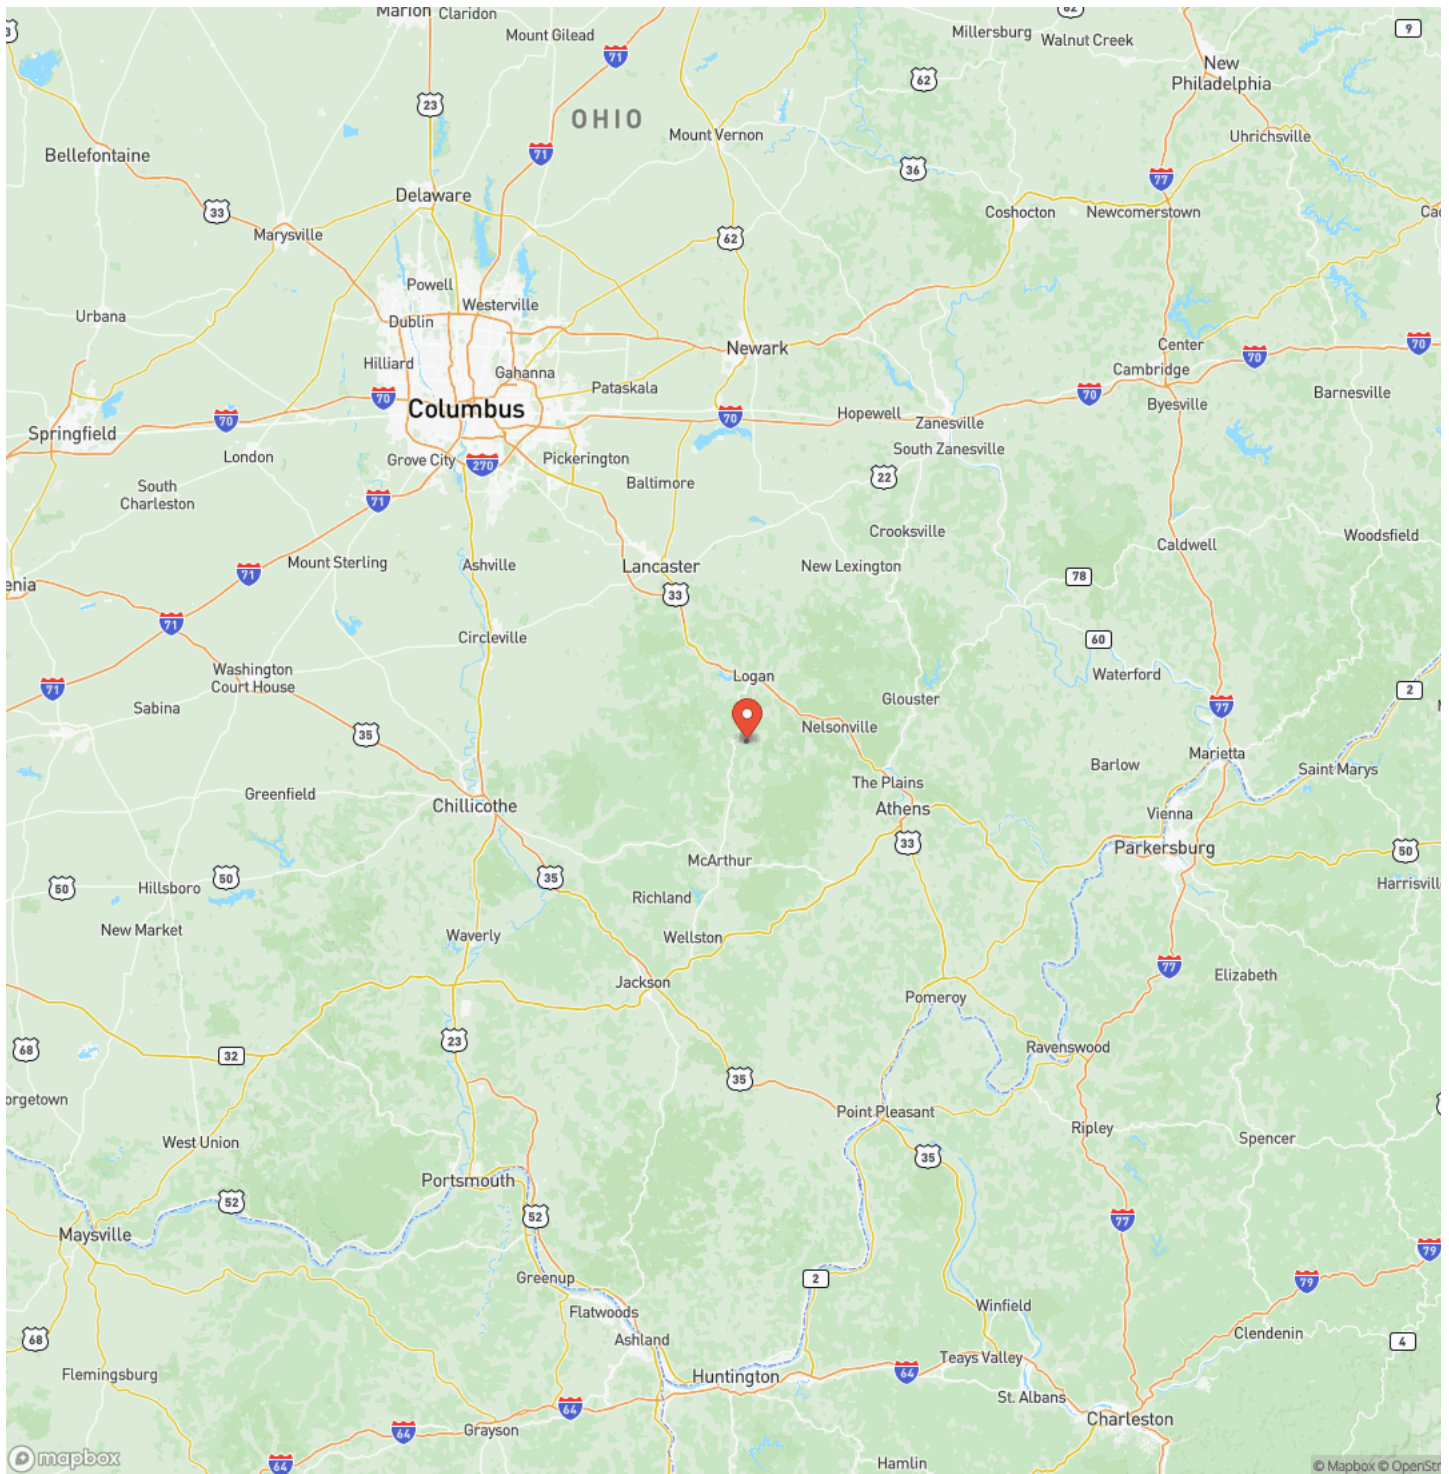 Marion
Claridon
62
3
Mount Gilead
71
Millersburg
Walnut Creek
9
New
Philadelphia
62
23
OHIO
Mount Vernon
Uhrichsville
Bellefontaine
71
36
77
Delaware
33
Coshocton
Newcomerstown
Marysville
62
Powell
Westerville
Urbana
Dublin
Newark
Center
70
70
Hilliard
Gahanna
Cambridge
Pataskala
70
70
Barnesville
Columbus
Byesville
70
Hopewell
70
Zanesville
Springfield
London
Grove City
270
Pickerington
South Zanesville
22
Baltimore
South
Charleston
71
Crooksville
Woodsfield
Caldwell
Mount Sterling
Ashville
Lancaster
New Lexington
71
78
enia
33
71
Circleville
60
Washington
Court House
Logan
Waterford
71
Glouster
2
Sabina
77
35
Nelsonville
Marietta
Barlow
Saint Marys
The Plains
Greenfield
Chillicothe
Athens
Vienna
33
Parkersburg
50
McArthur
50
50
35
Hillsboro
Richland
Harrisvill
New Market
Waverly
Wellston
77
Elizabeth
Jackson
Pomeroy
68
32
23
Ravenswood
35
orgetown
Point Pleasant
West Union
Ripley
Spencer
35
Portsmouth
52
52
77
Maysville
79
Greenup
2
79
Flatwoods
Winfield
68
Ashland
Clendenin
4
Teays Valley
Flemingsburg
Huntington
64
St. Albans
64
Charleston
64
Grayson
mapbox
64
Hamlin
© Mapbox © OpenStr